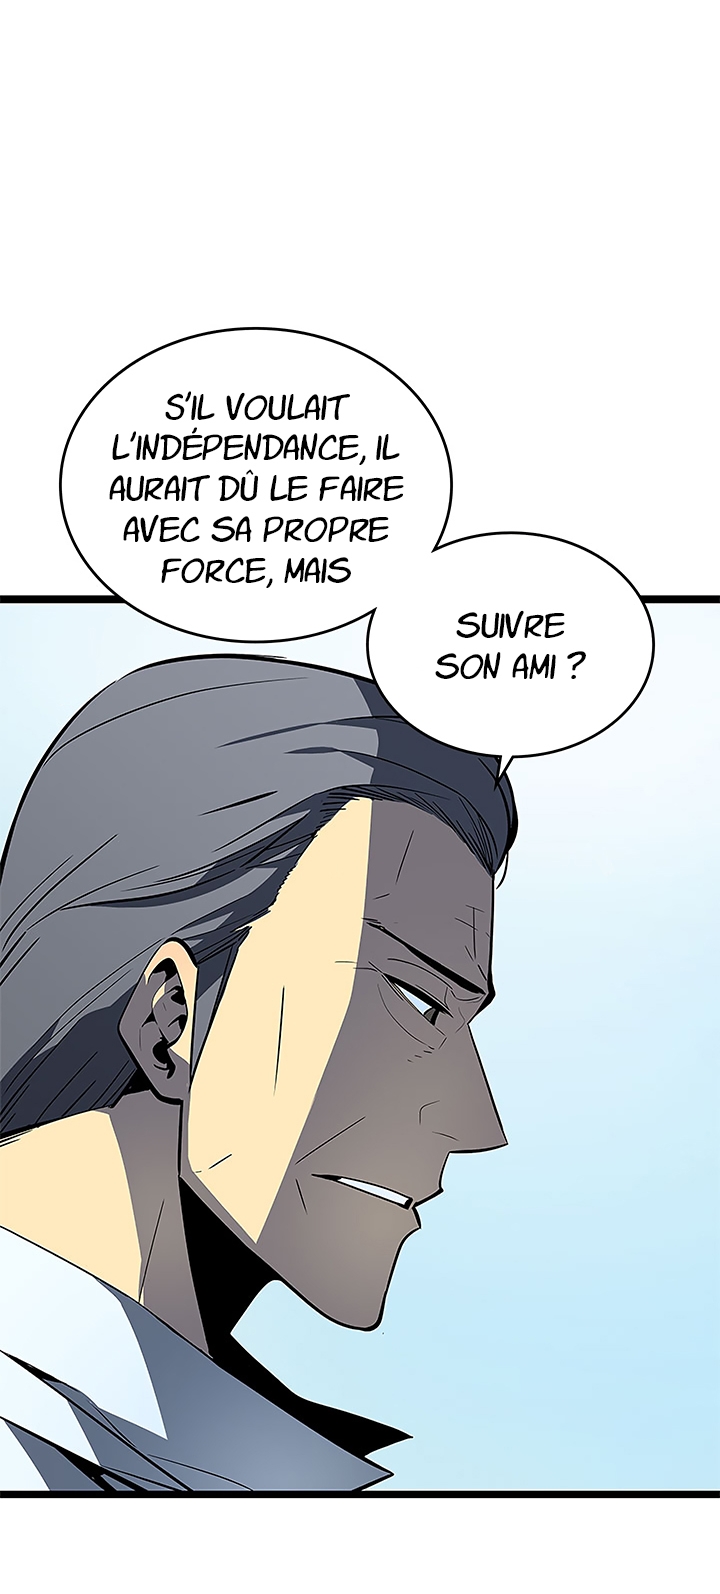 S'IL VOULAIT
L'INDÉPENDANCE, IL
AURAIT DÛ LE FAIRE
AVEC SA PROPRE
FORCE, MAIS
SUIVRE
SON AMI ?